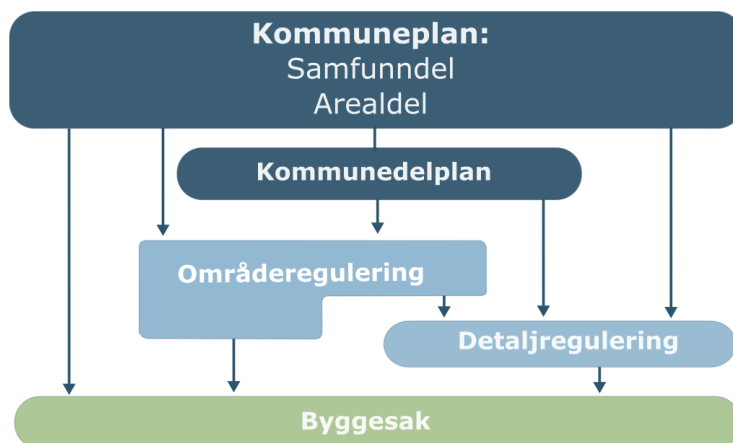 Kommuneplan:
Samfunndel
Arealdel
Kommunedelplan
Områderegulering
Detaljregulering
Byggesak